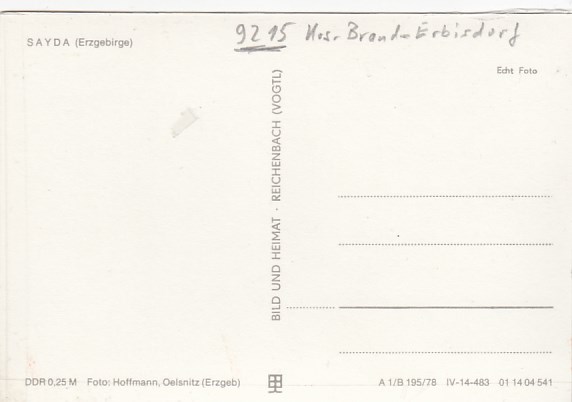 9215 Krs. Brand-Erbisdorf
SAYDA (Erzgebirge)
Echt Foto
BILD UND HEIMAT · REICHENBACH (VOGTL)
DDR 0,25 M Foto: Hoffmann, Oelsnitz (Erzgeb)
A 1/B 195/78 IV-14-483 01 14 04 541